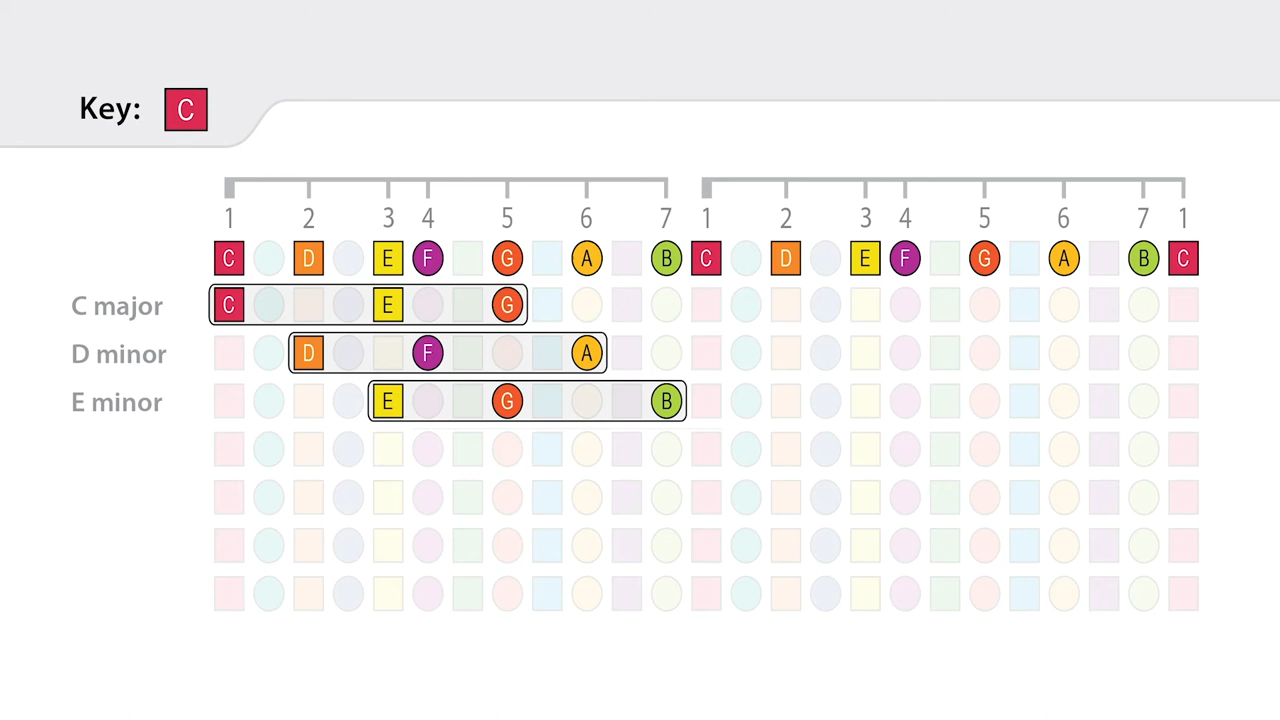 Key: C
1 2 3 4 5 6 7 1 2 3 4 5 6 7 1
C D E F G A B C D E F G A B C
C major C E G
D minor D F A
E minor E G B